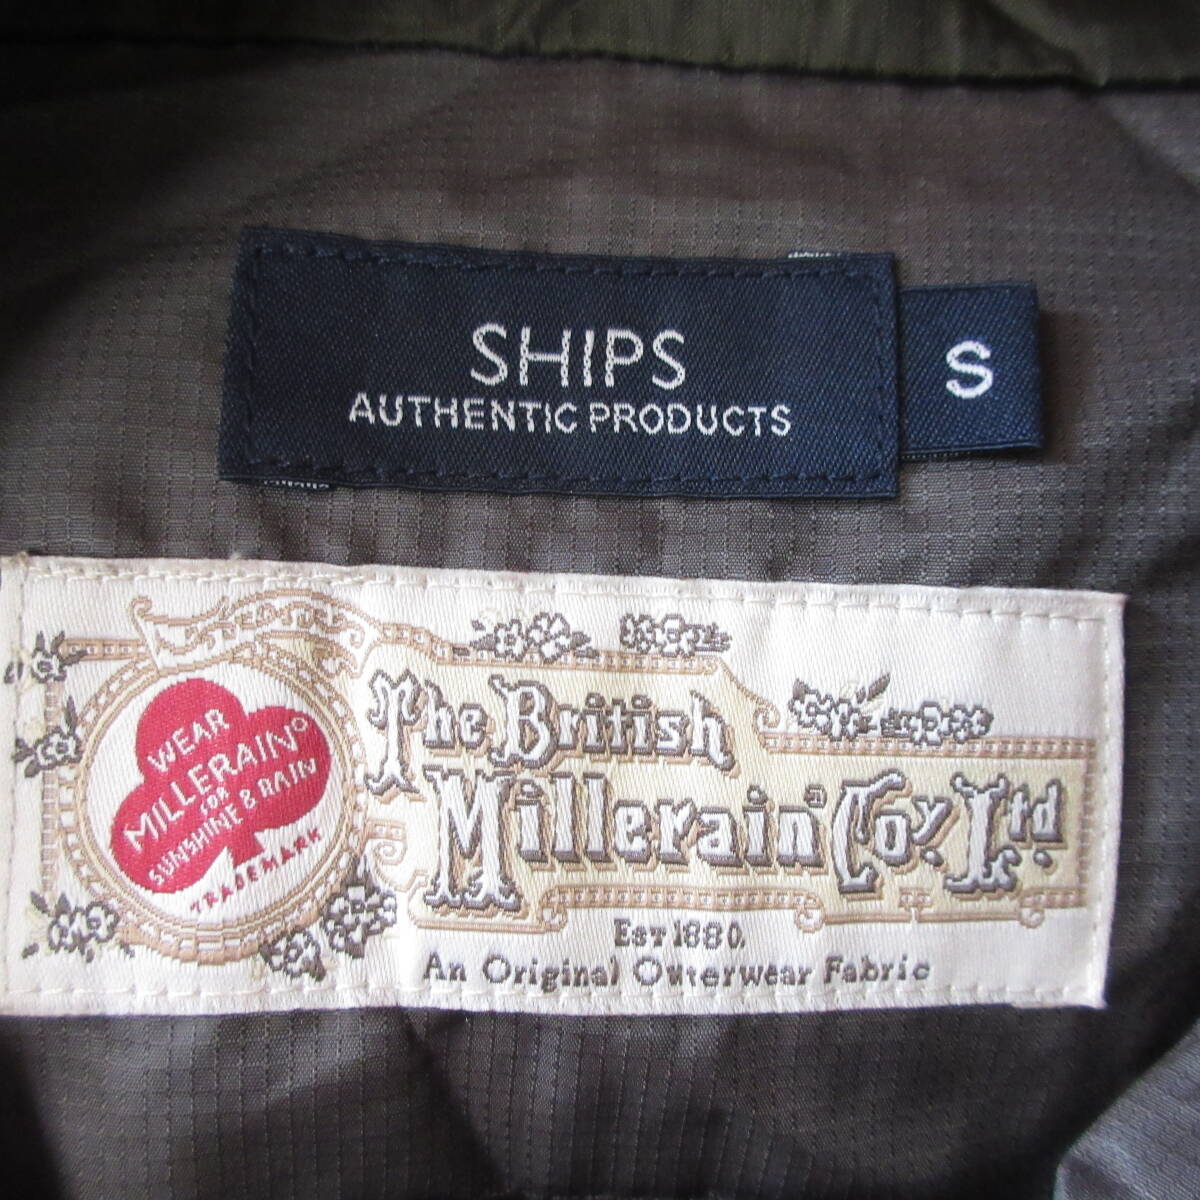 SHIPS
AUTHENTIC PRODUCTS
S
WEAR
MILLERAIN
FOR
SUNSHINE & RAIN
TRADEMARK
The British
Millerain Coy. Ltd.
EST 1880.
An Original Outerwear Fabric